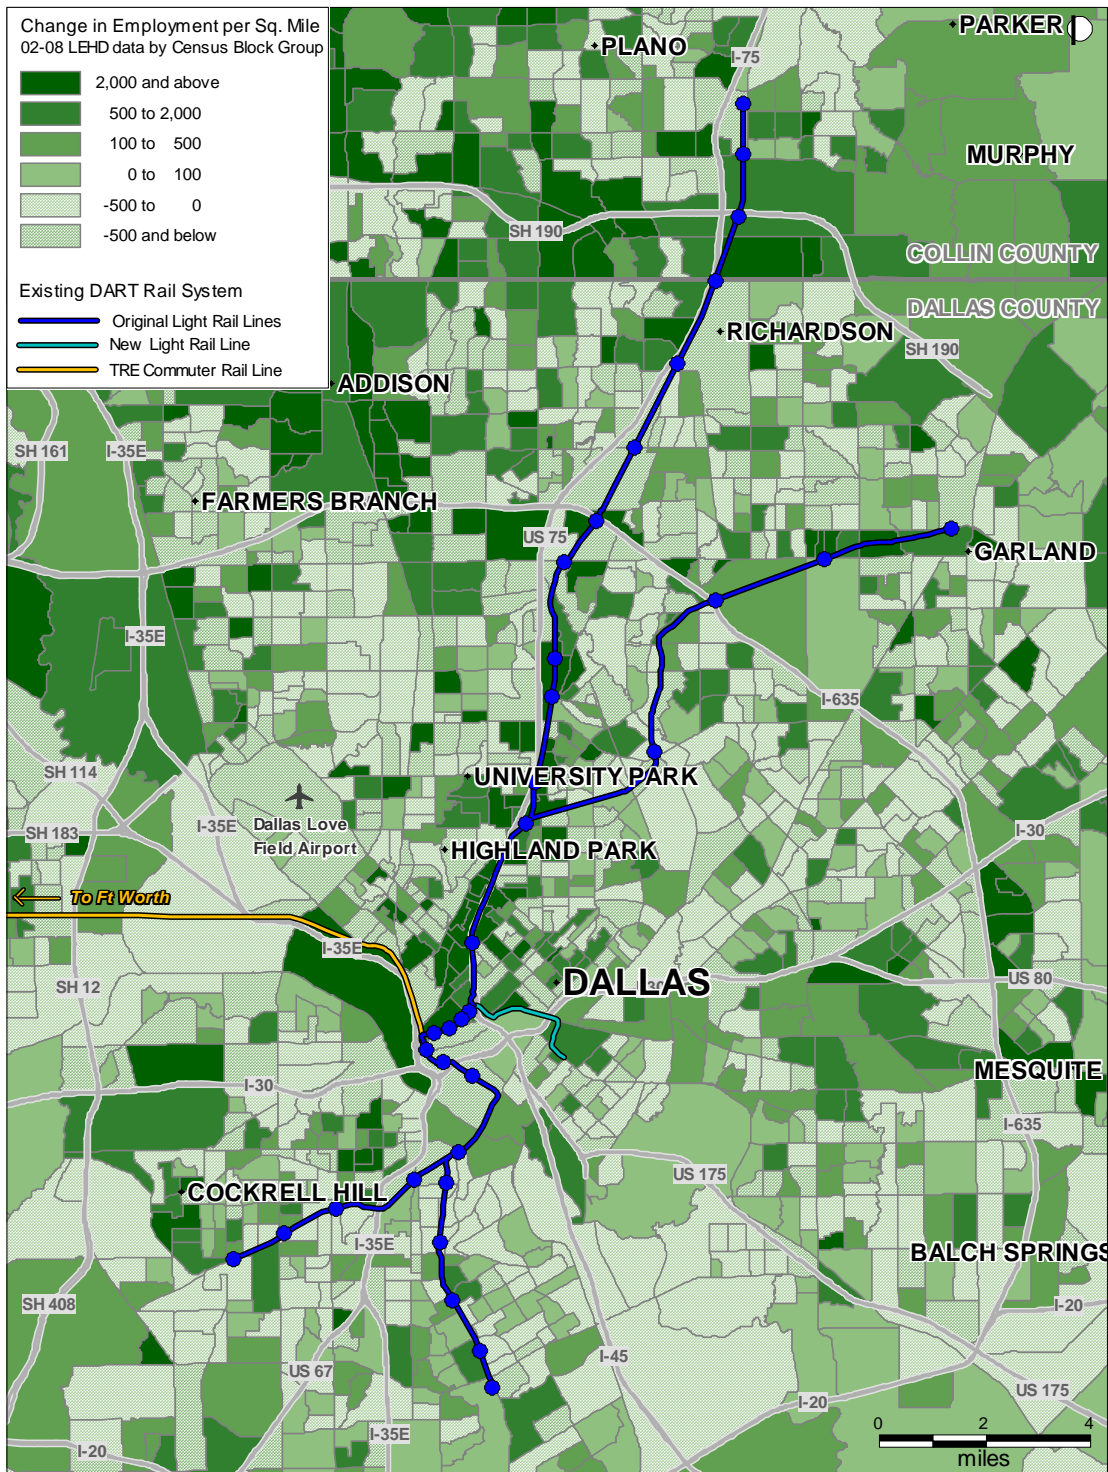 Change in Employment per Sq. Mile
02-08 LEHD data by Census Block Group
2,000 and above
500 to 2,000
100 to 500
0 to 100
-500 to 0
-500 and below
Existing DART Rail System
Original Light Rail Lines
New Light Rail Line
TRE Commuter Rail Line
PARKER
PLANO
I-75
MURPHY
SH 190
COLLIN COUNTY
DALLAS COUNTY
RICHARDSON
SH 190
ADDISON
SH 161
I-35E
FARMERS BRANCH
US 75
GARLAND
I-35E
I-635
SH 114
UNIVERSITY PARK
Dallas Love
Field Airport
I-35E
SH 183
I-30
HIGHLAND PARK
To Ft Worth
I-35E
DALLAS
US 80
SH 12
I-30
MESQUITE
I-635
US 175
COCKRELL HILL
I-35E
BALCH SPRINGS
SH 408
I-20
I-45
US 67
US 175
I-20
I-35E
I-20
0 2 4
miles